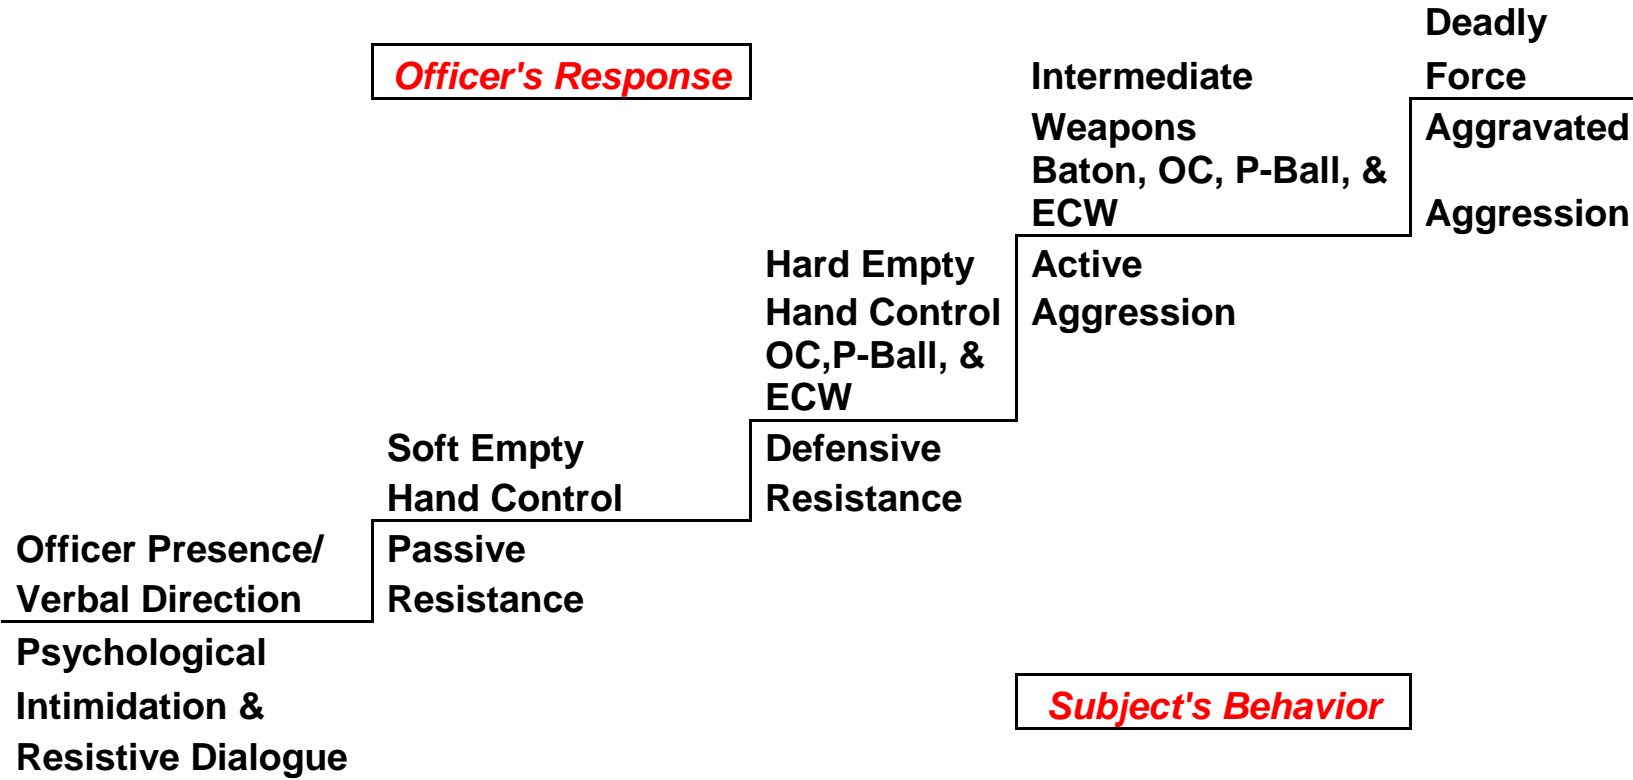 Deadly
Officer's Response
Intermediate
Force
Weapons
Aggravated
Baton, OC, P-Ball, &
ECW
Aggression
Hard Empty
Active
Hand Control
Aggression
OC,P-Ball, &
ECW
Soft Empty
Defensive
Hand Control
Resistance
Officer Presence/
Passive
Verbal Direction
Resistance
Psychological
Intimidation &
Subject's Behavior
Resistive Dialogue